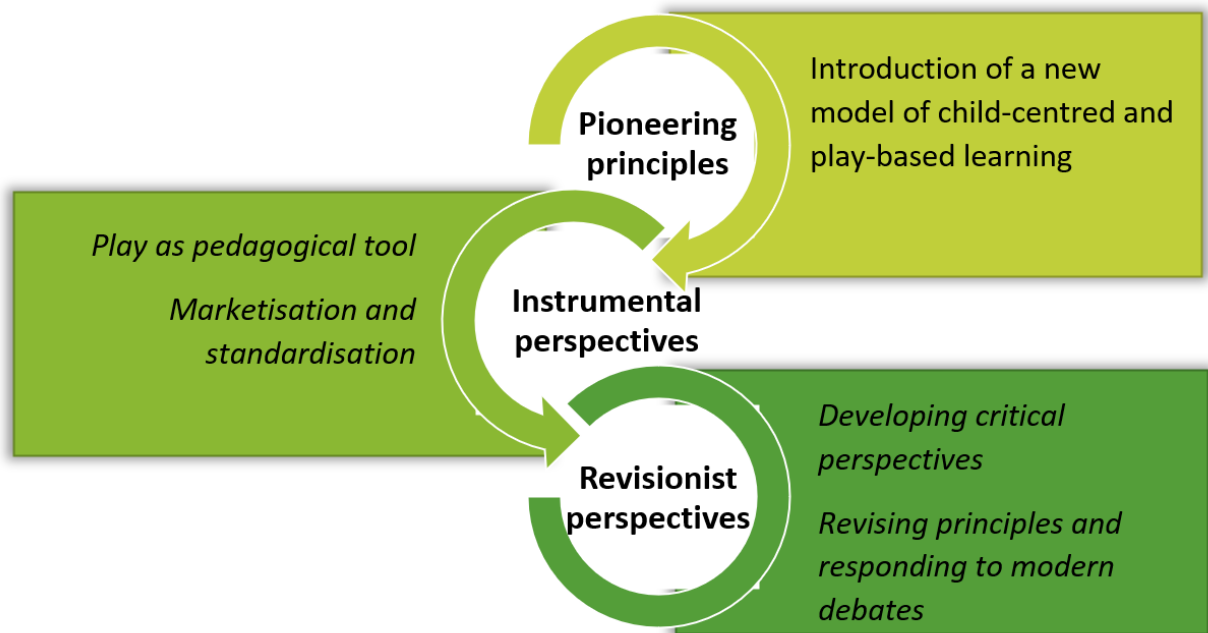 Pioneering
principles
Introduction of a new
model of child-centred and
play-based learning
Play as pedagogical tool
Marketisation and
standardisation
Instrumental
perspectives
Revisionist
perspectives
Developing critical
perspectives
Revising principles and
responding to modern
debates